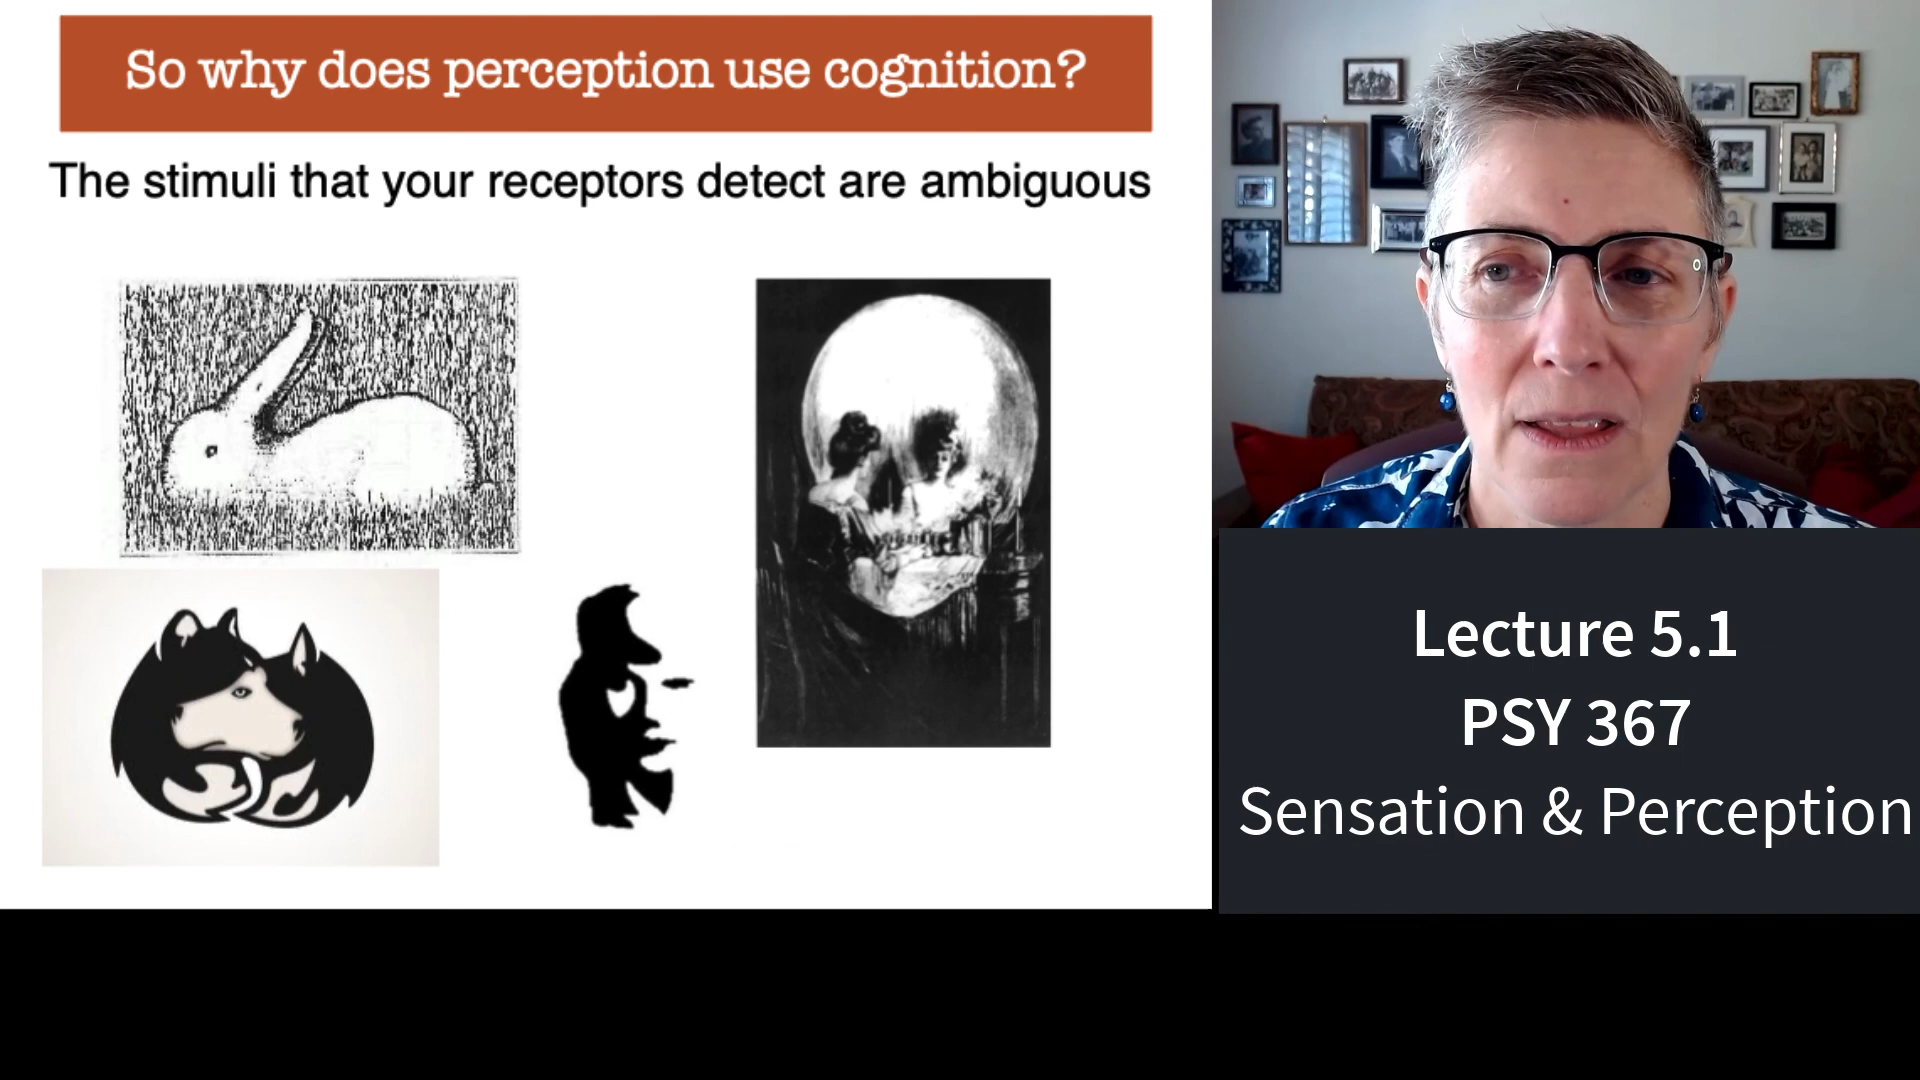 So why does perception use cognition?
The stimuli that your receptors detect are ambiguous
Lecture 5.1
PSY 367
Sensation & Perception